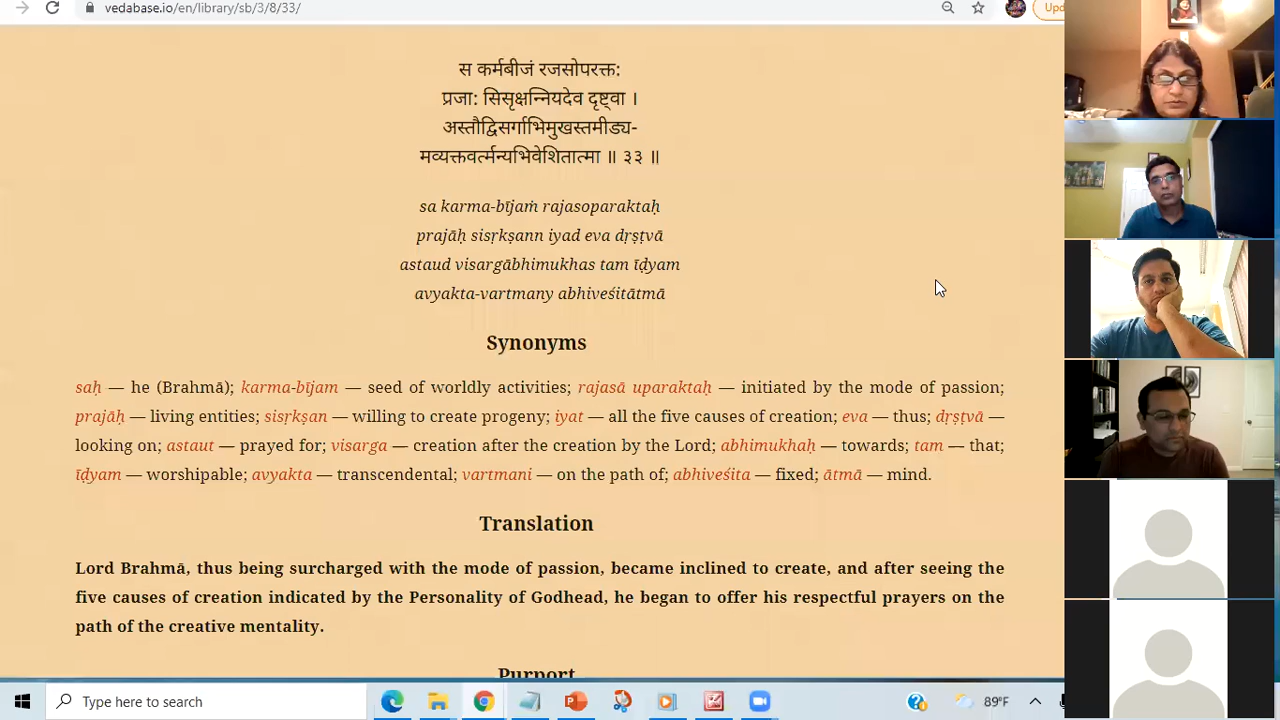 vedabase.io/en/library/sb/3/8/33/
स कर्मबीजं रजसोपरक्त:
प्रजा: सिसृक्षन्नियदेव दृष्ट्वा ।
अस्तौद्विसर्गाभिमुखस्तमीड्य-
मव्यक्तवर्त्मन्यभिवेशितात्मा ॥ ३३ ॥
sa karma-bījaṁ rajasoparaktaḥ
prajāḥ sisṛkṣann iyad eva dṛṣṭvā
astaud visargābhimukhas tam īḍyam
avyakta-vartmany abhiveśitātmā
Synonyms
saḥ — he (Brahmā); karma-bījam — seed of worldly activities; rajasā uparaktaḥ — initiated by the mode of passion;
prajāḥ — living entities; sisṛkṣan — willing to create progeny; iyat — all the five causes of creation; eva — thus; dṛṣṭvā —
looking on; astaut — prayed for; visarga — creation after the creation by the Lord; abhimukhaḥ — towards; tam — that;
īḍyam — worshipable; avyakta — transcendental; vartmani — on the path of; abhiveśita — fixed; ātmā — mind.
Translation
Lord Brahmā, thus being surcharged with the mode of passion, became inclined to create, and after seeing the
five causes of creation indicated by the Personality of Godhead, he began to offer his respectful prayers on the
path of the creative mentality.
Purport
Type here to search
89°F